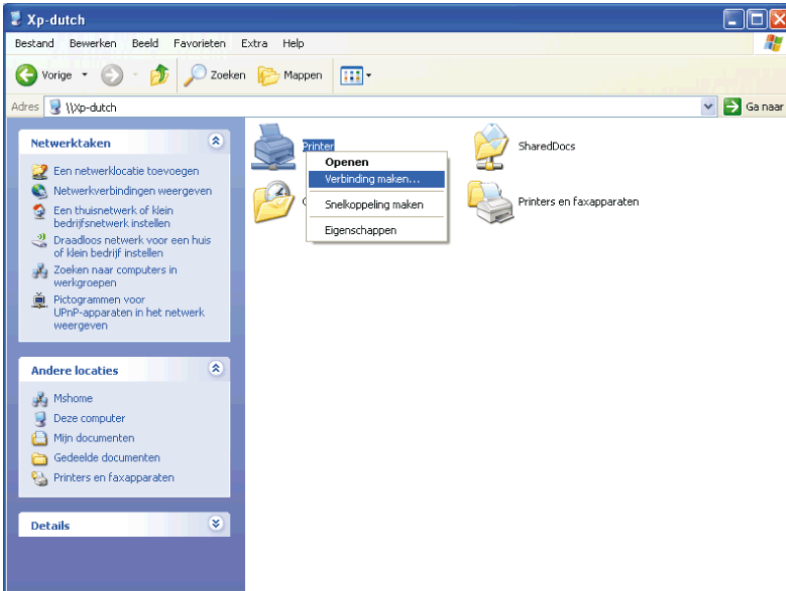 Xp-dutch
Bestand Bewerken Beeld Favorieten Extra Help
Vorige Zoeken Mappen
Adres \\Xp-dutch Ga naar
Netwerktaken
Een netwerklocatie toevoegen
Netwerkverbindingen weergeven
Een thuisnetwerk of klein
bedrijfsnetwerk instellen
Draadloos netwerk voor een huis
of klein bedrijf instellen
Zoeken naar computers in
werkgroepen
Pictogrammen voor
UPnP-apparaten in het netwerk
weergeven
Andere locaties
Mshome
Deze computer
Mijn documenten
Gedeelde documenten
Printers en faxapparaten
Details
Printer
Openen
Verbinding maken...
Snelkoppeling maken
Eigenschappen
SharedDocs
Printers en faxapparaten